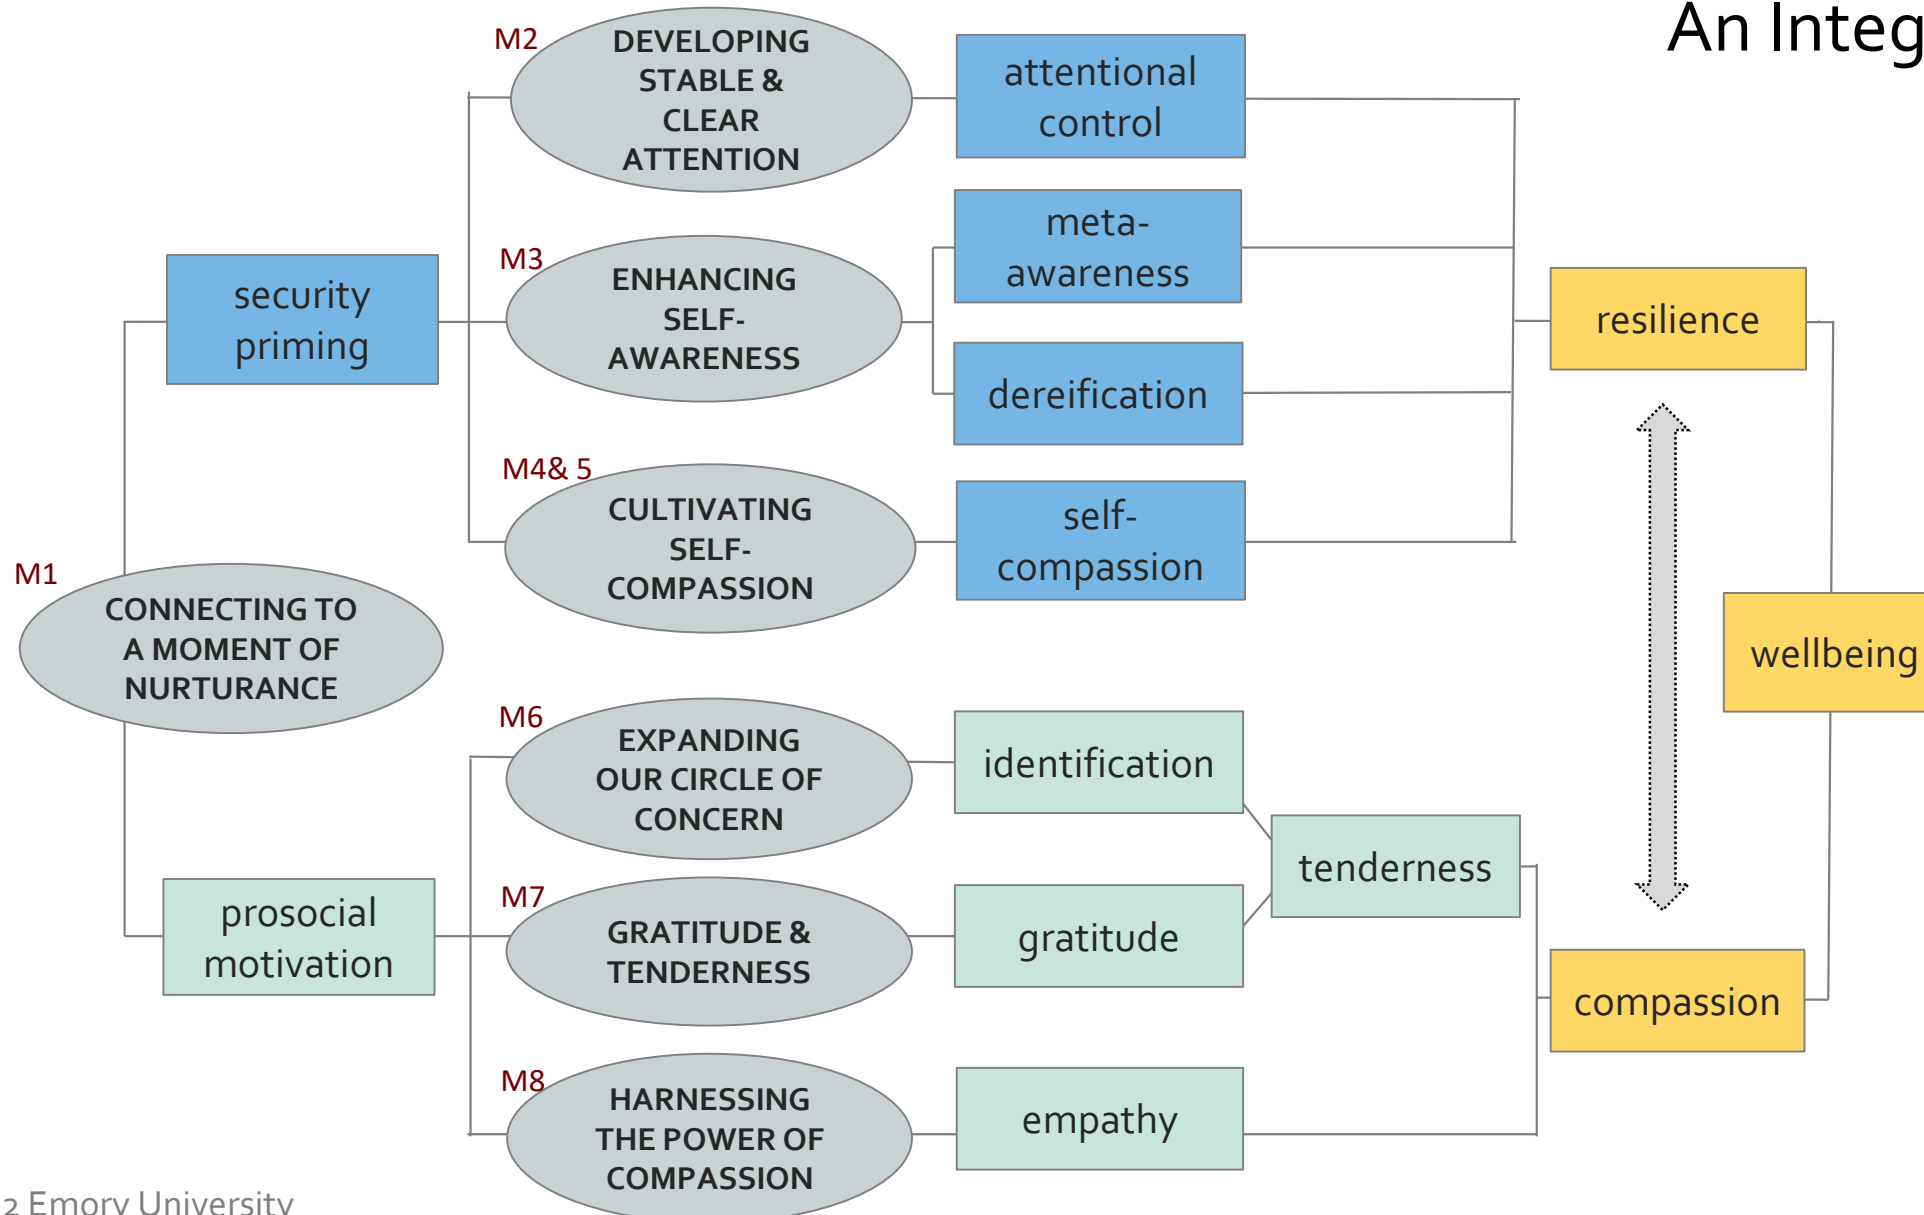 An Integ
M2
DEVELOPING
STABLE &
CLEAR
ATTENTION
attentional
control
M3
ENHANCING
SELF-
AWARENESS
meta-
awareness
dereification
security
priming
resilience
M4& 5
CULTIVATING
SELF-
COMPASSION
self-
compassion
M1
CONNECTING TO
A MOMENT OF
NURTURANCE
wellbeing
M6
EXPANDING
OUR CIRCLE OF
CONCERN
identification
tenderness
prosocial
motivation
M7
GRATITUDE &
TENDERNESS
gratitude
compassion
M8
HARNESSING
THE POWER OF
COMPASSION
empathy
2 Emory University